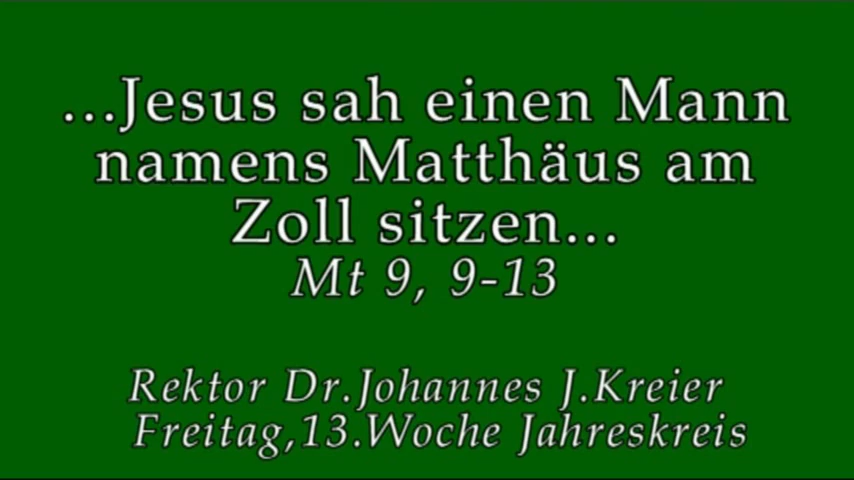 ...Jesus sah einen Mann
namens Matthäus am
Zoll sitzen...
Mt 9, 9-13
Rektor Dr.Johannes J.Kreier
Freitag,13.Woche Jahreskreis